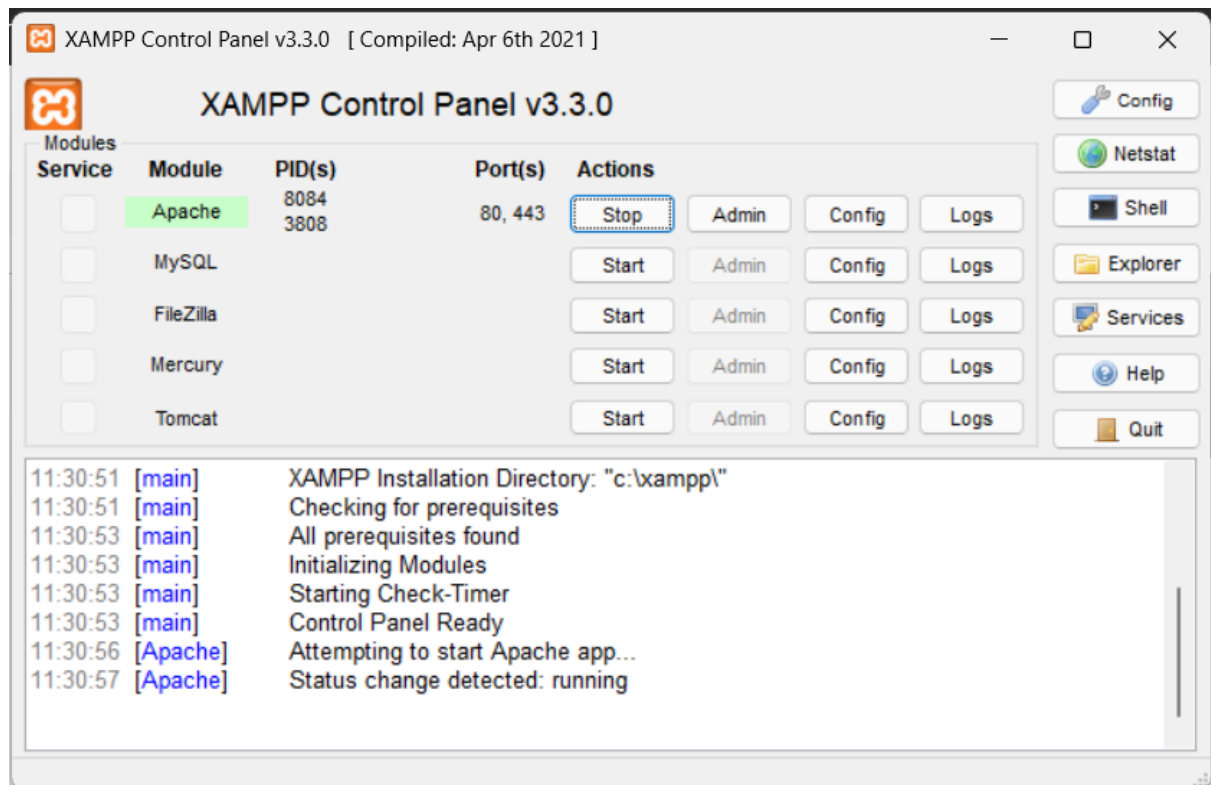 XAMPP Control Panel v3.3.0 [ Compiled: Apr 6th 2021 ]
XAMPP Control Panel v3.3.0
Config
Netstat
Shell
Explorer
Services
Help
Quit
Modules
Service Module PID(s) Port(s) Actions
Apache 8084 3808 80, 443 Stop Admin Config Logs
MySQL Start Admin Config Logs
FileZilla Start Admin Config Logs
Mercury Start Admin Config Logs
Tomcat Start Admin Config Logs
11:30:51 [main] XAMPP Installation Directory: "c:\xampp\"
11:30:51 [main] Checking for prerequisites
11:30:53 [main] All prerequisites found
11:30:53 [main] Initializing Modules
11:30:53 [main] Starting Check-Timer
11:30:53 [main] Control Panel Ready
11:30:56 [Apache] Attempting to start Apache app...
11:30:57 [Apache] Status change detected: running